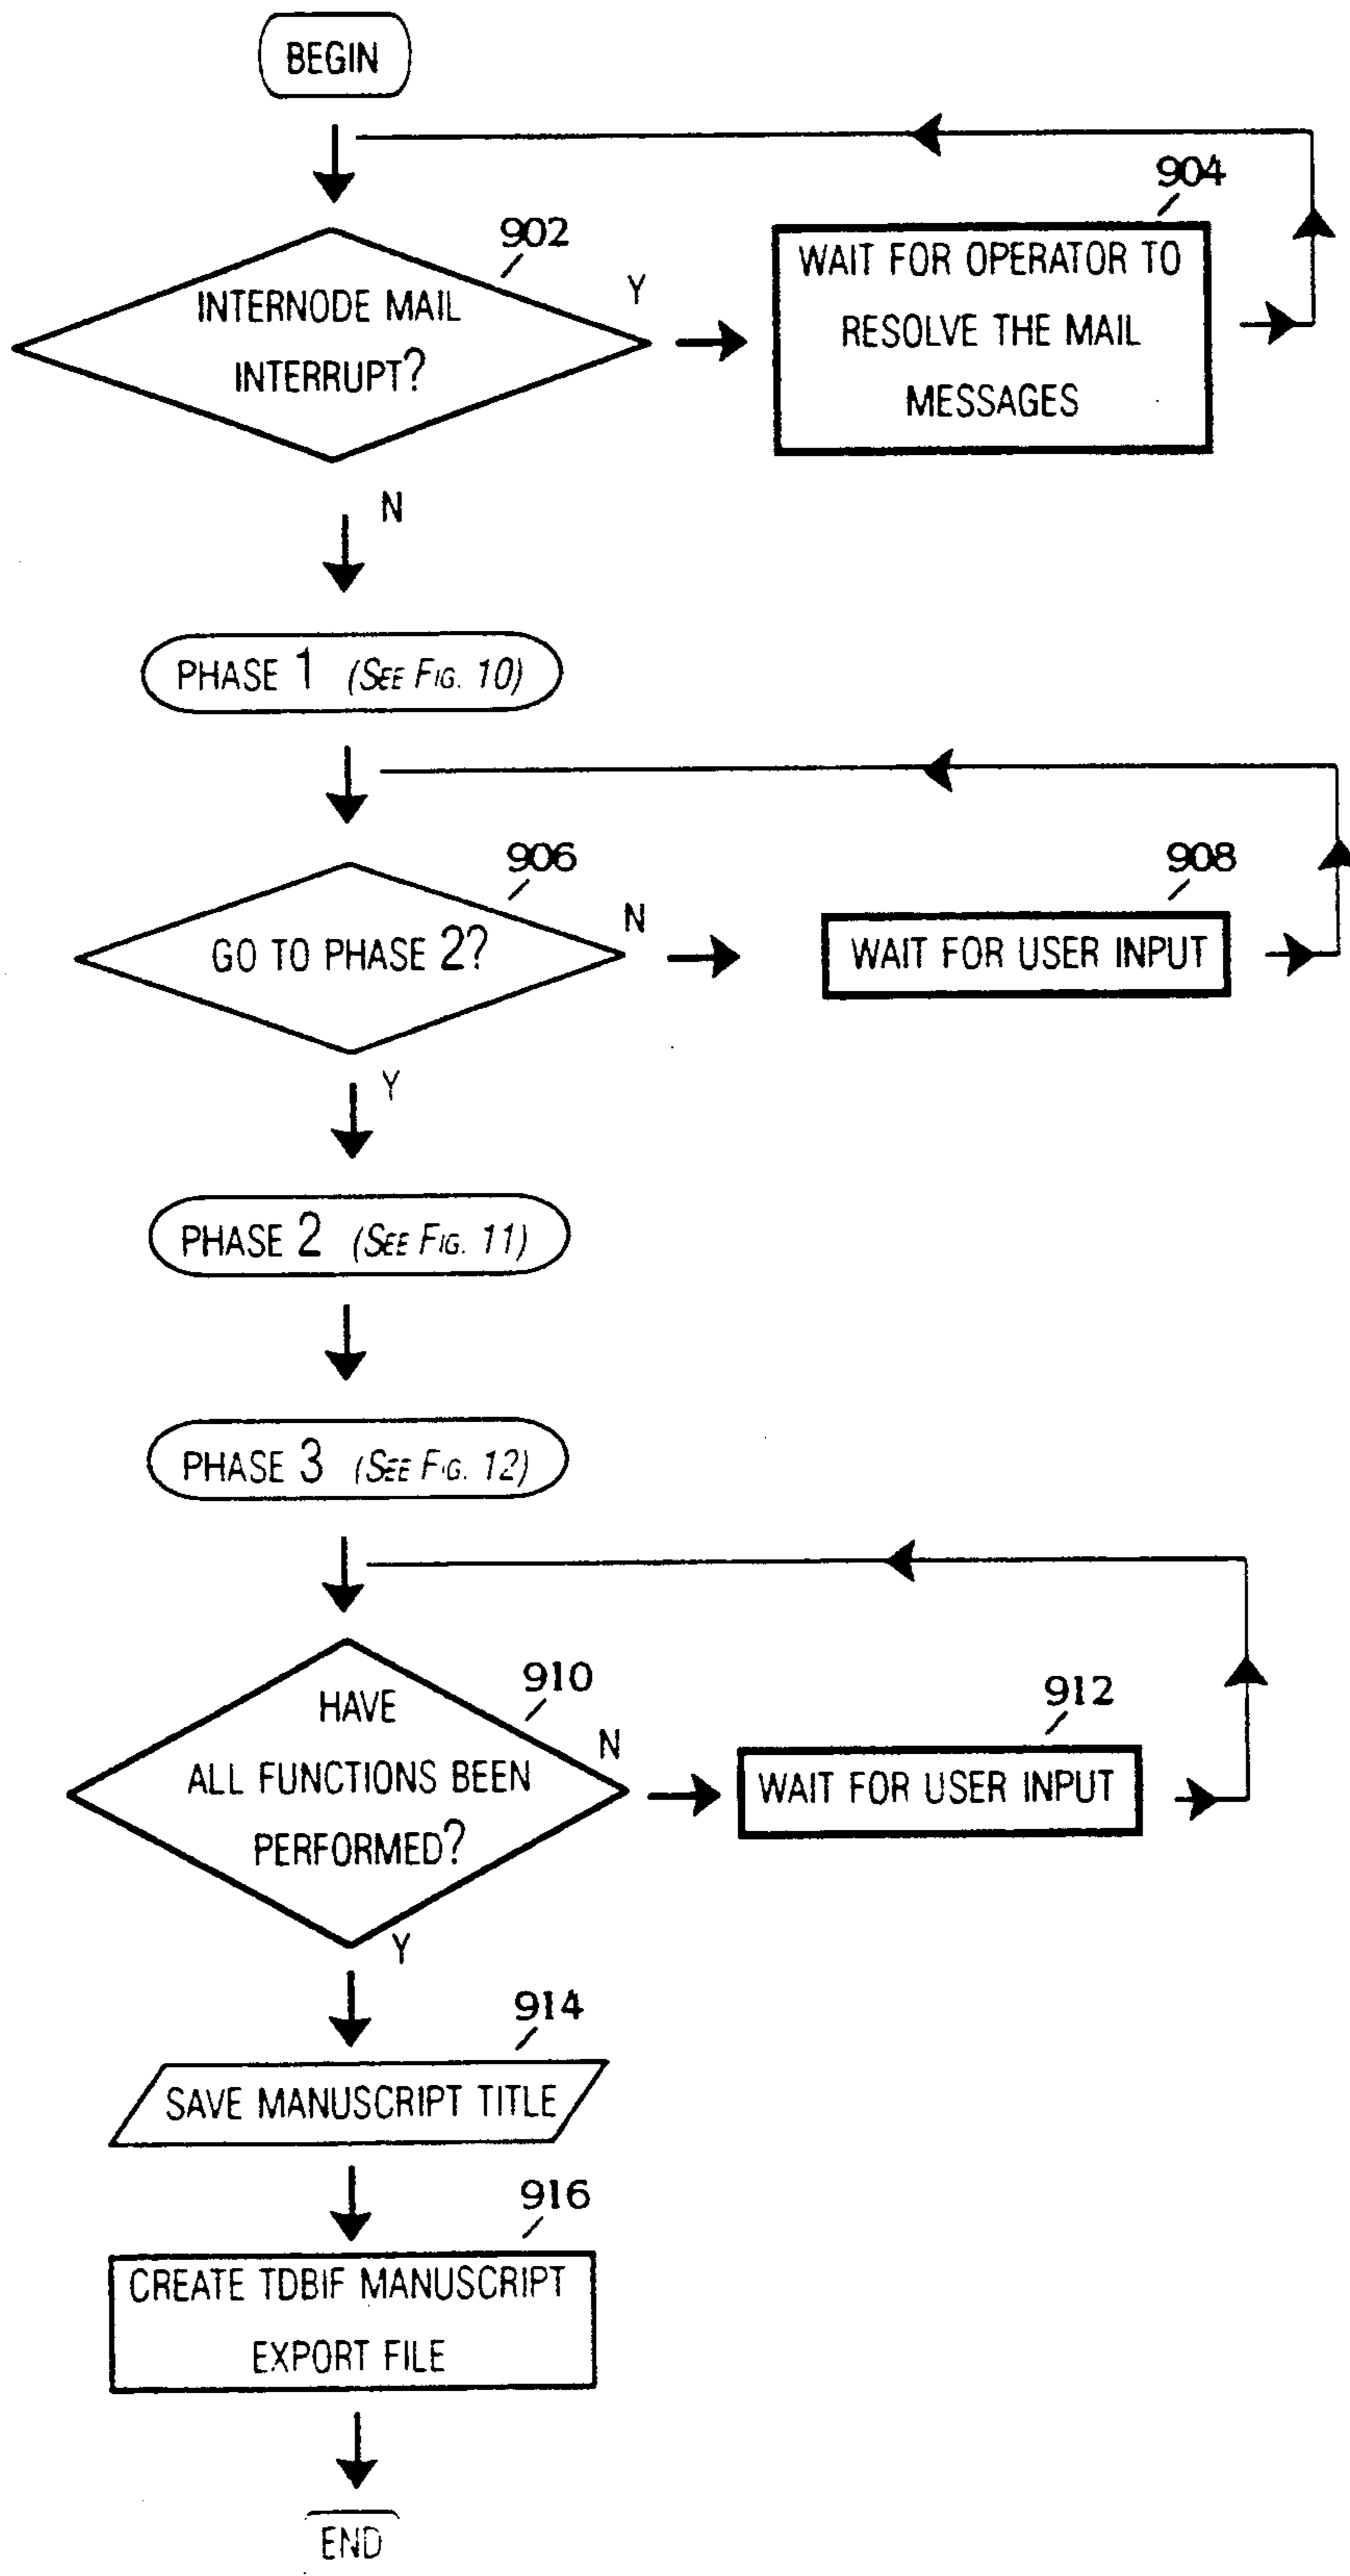 BEGIN
902
904
INTERNODE MAIL
INTERRUPT?
Y
WAIT FOR OPERATOR TO
RESOLVE THE MAIL
MESSAGES
N
PHASE 1 (SEE FIG. 10)
906
908
GO TO PHASE 2?
N
WAIT FOR USER INPUT
Y
PHASE 2 (SEE FIG. 11)
PHASE 3 (SEE FIG. 12)
910
912
HAVE
ALL FUNCTIONS BEEN
PERFORMED?
N
WAIT FOR USER INPUT
Y
914
SAVE MANUSCRIPT TITLE
916
CREATE TDBIF MANUSCRIPT
EXPORT FILE
END